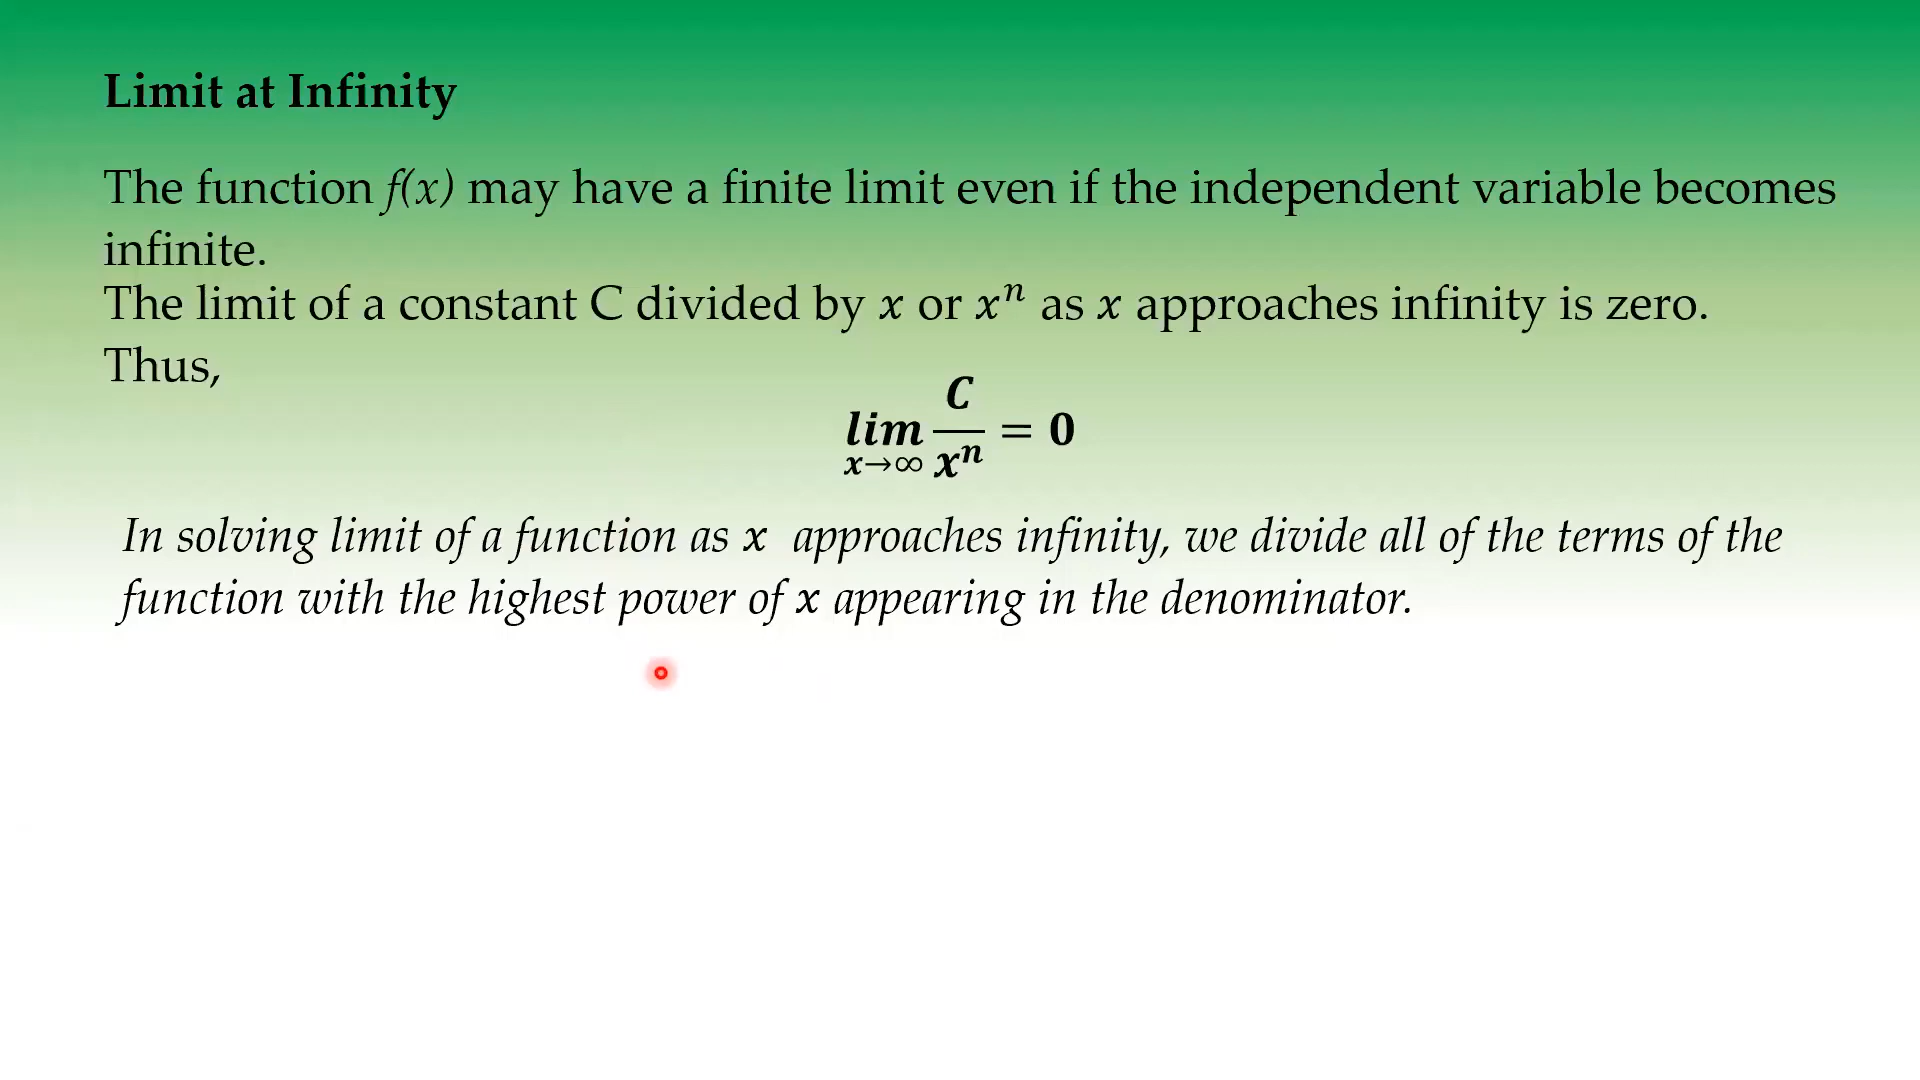 Limit at Infinity
The function f(x) may have a finite limit even if the independent variable becomes
infinite.
The limit of a constant C divided by x or xⁿ as x approaches infinity is zero.
Thus,
lim x→∞ C/xⁿ = 0
In solving limit of a function as x approaches infinity, we divide all of the terms of the
function with the highest power of x appearing in the denominator.